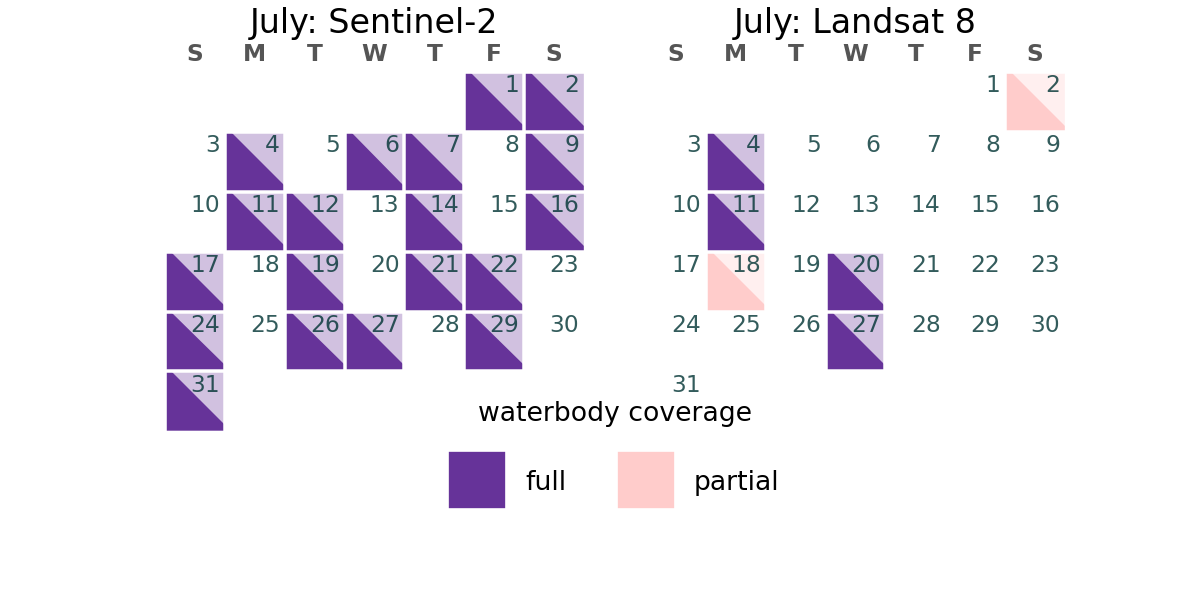 July: Sentinel-2
S M T W T F S
1 2
3 4 5 6 7 8 9
10 11 12 13 14 15 16
17 18 19 20 21 22 23
24 25 26 27 28 29 30
31
July: Landsat 8
S M T W T F S
1 2
3 4 5 6 7 8 9
10 11 12 13 14 15 16
17 18 19 20 21 22 23
24 25 26 27 28 29 30
31
waterbody coverage
full partial